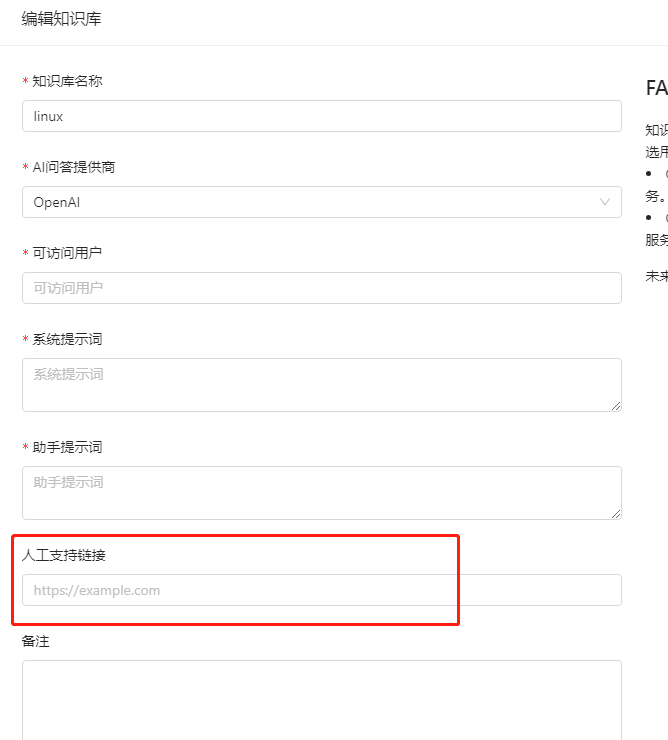 编辑知识库
* 知识库名称
linux
* AI问答提供商
OpenAI
* 可访问用户
可访问用户
* 系统提示词
系统提示词
* 助手提示词
助手提示词
人工支持链接
https://example.com
备注
FA
知识
选用
•
务。
•
服务
未来